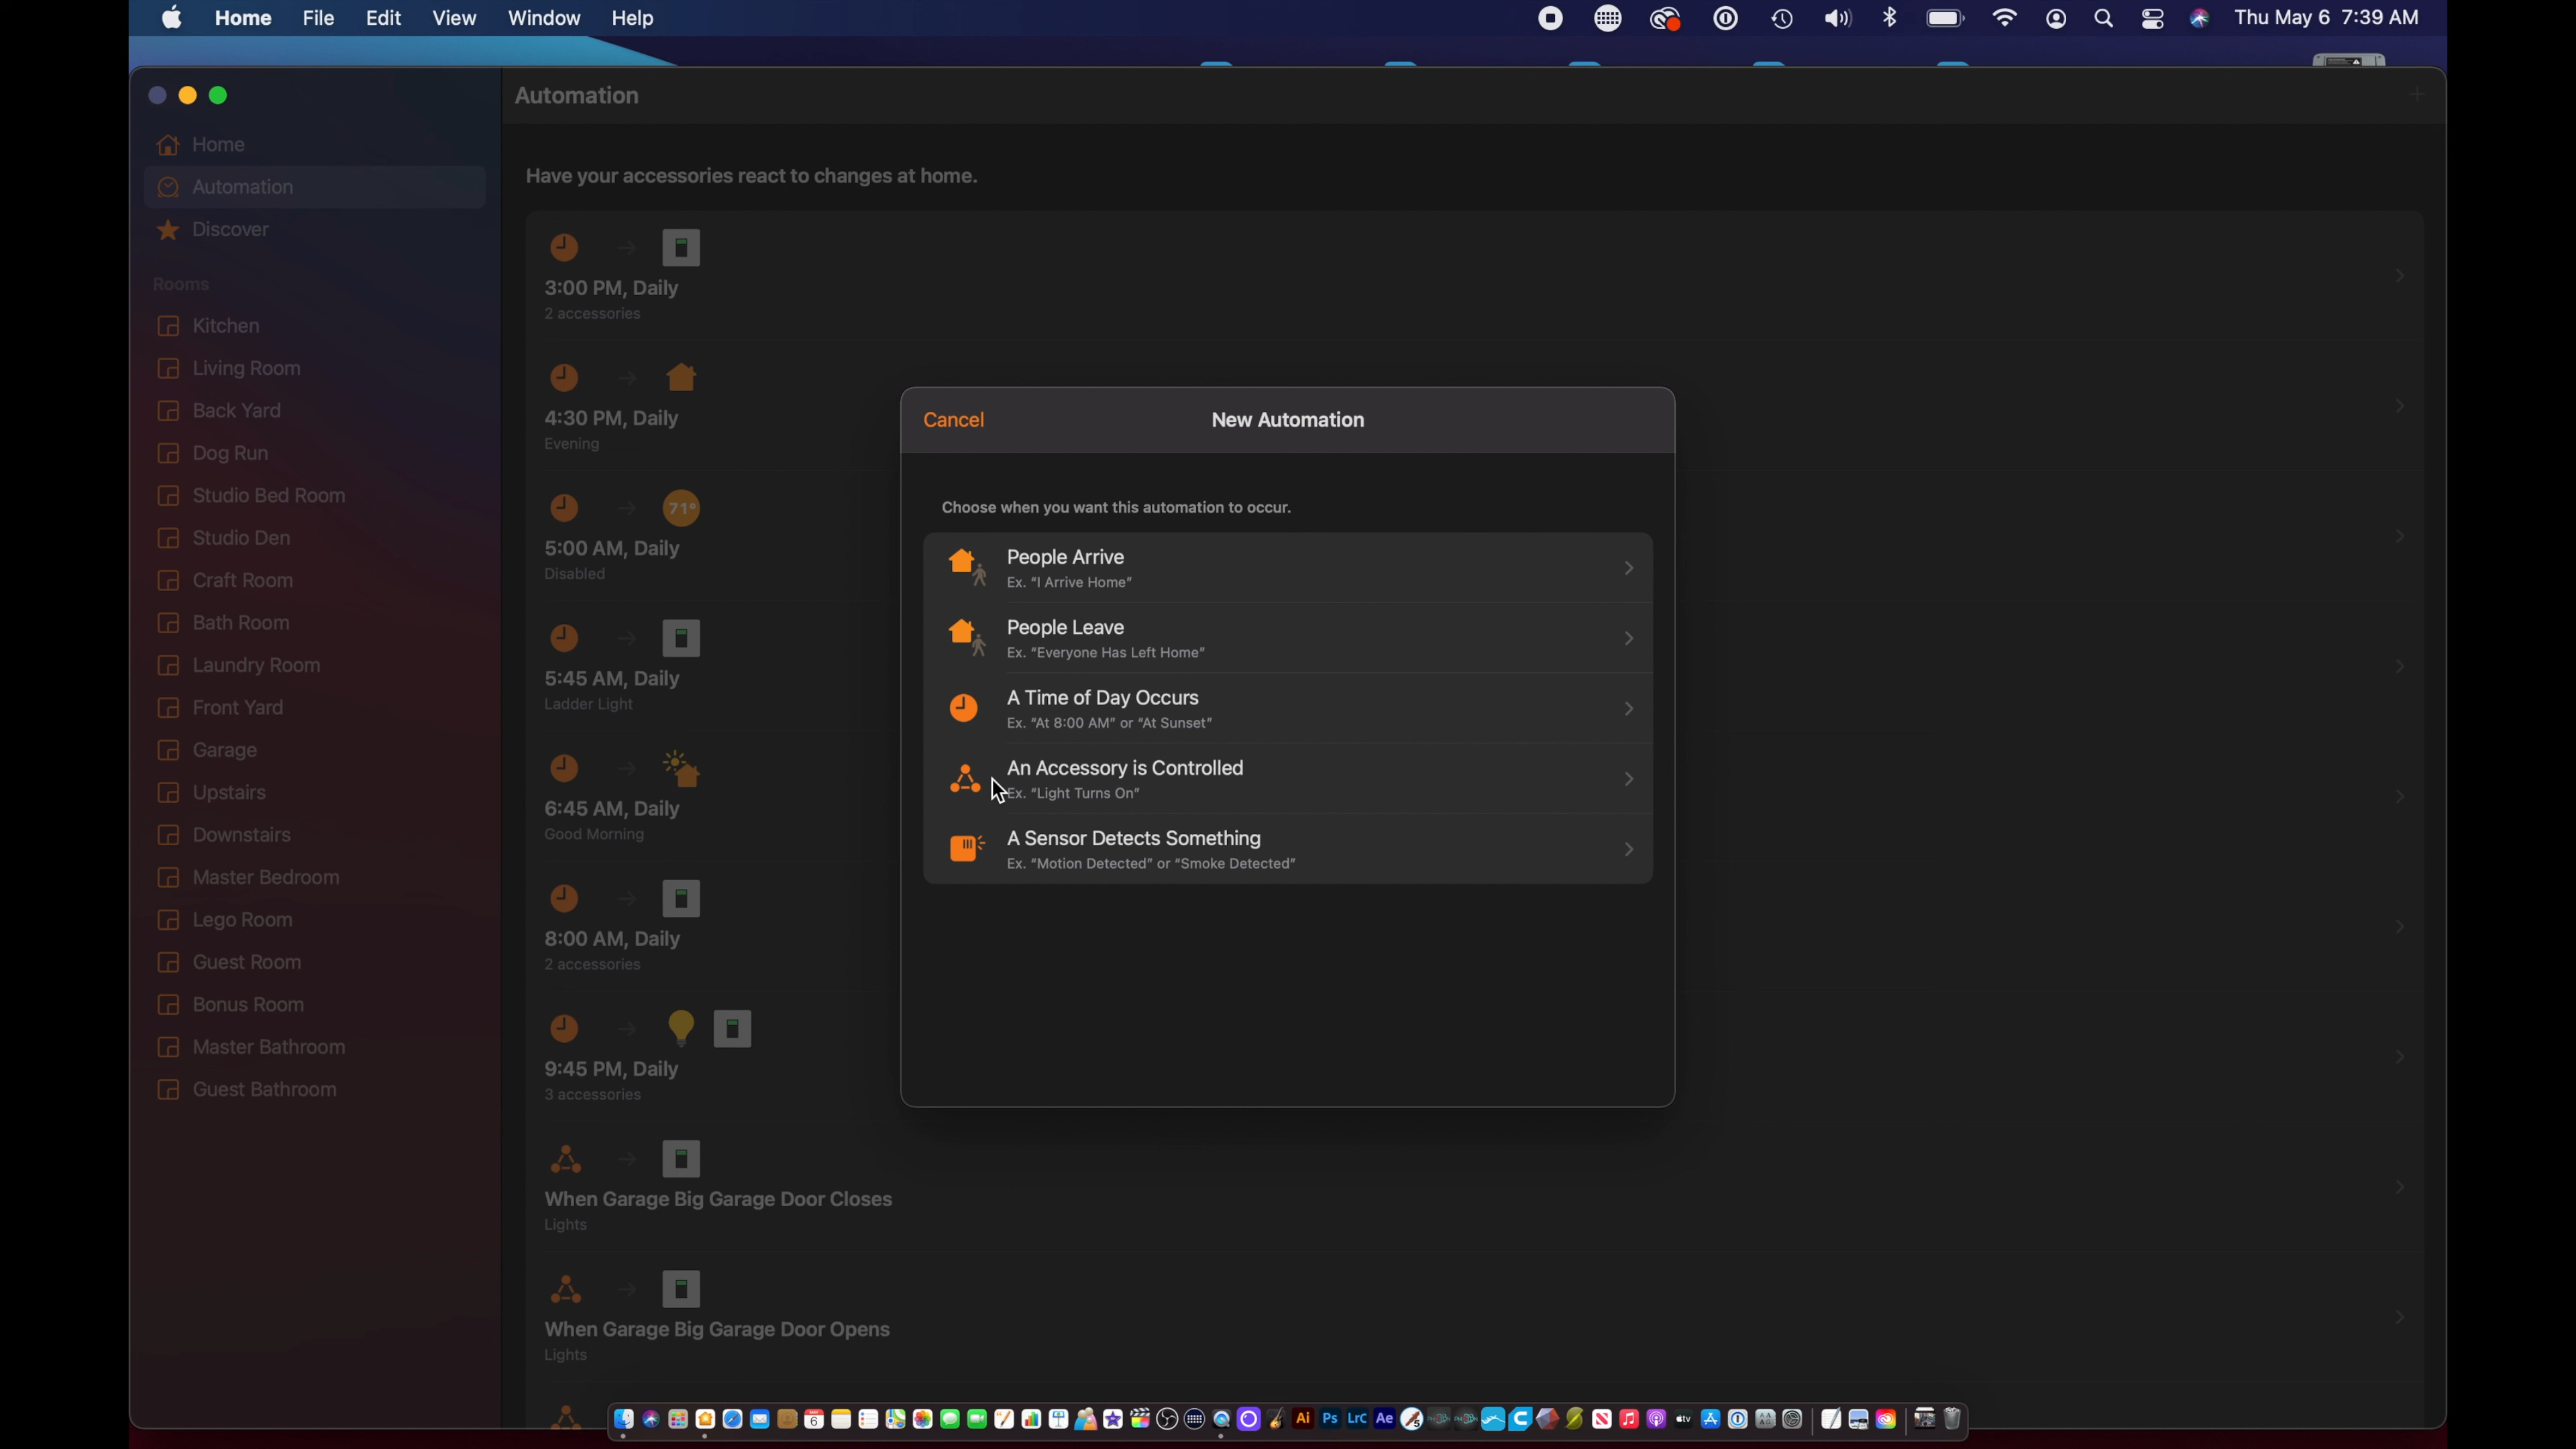 Home File Edit View Window Help Thu May 6 7:39 AM
Automation
Home
Automation
Discover
Rooms
Kitchen
Living Room
Back Yard
Dog Run
Studio Bed Room
Studio Den
Craft Room
Bath Room
Laundry Room
Front Yard
Garage
Upstairs
Downstairs
Master Bedroom
Lego Room
Guest Room
Bonus Room
Master Bathroom
Guest Bathroom
Have your accessories react to changes at home.
3:00 PM, Daily
2 accessories
4:30 PM, Daily
Evening
71°
5:00 AM, Daily
Disabled
5:45 AM, Daily
Ladder Light
6:45 AM, Daily
Good Morning
8:00 AM, Daily
2 accessories
9:45 PM, Daily
3 accessories
When Garage Big Garage Door Closes
Lights
When Garage Big Garage Door Opens
Lights
Cancel New Automation
Choose when you want this automation to occur.
People Arrive
Ex. "I Arrive Home"
People Leave
Ex. "Everyone Has Left Home"
A Time of Day Occurs
Ex. "At 8:00 AM" or "At Sunset"
An Accessory is Controlled
Ex. "Light Turns On"
A Sensor Detects Something
Ex. "Motion Detected" or "Smoke Detected"
6 Ai Ps LrC Ae tv